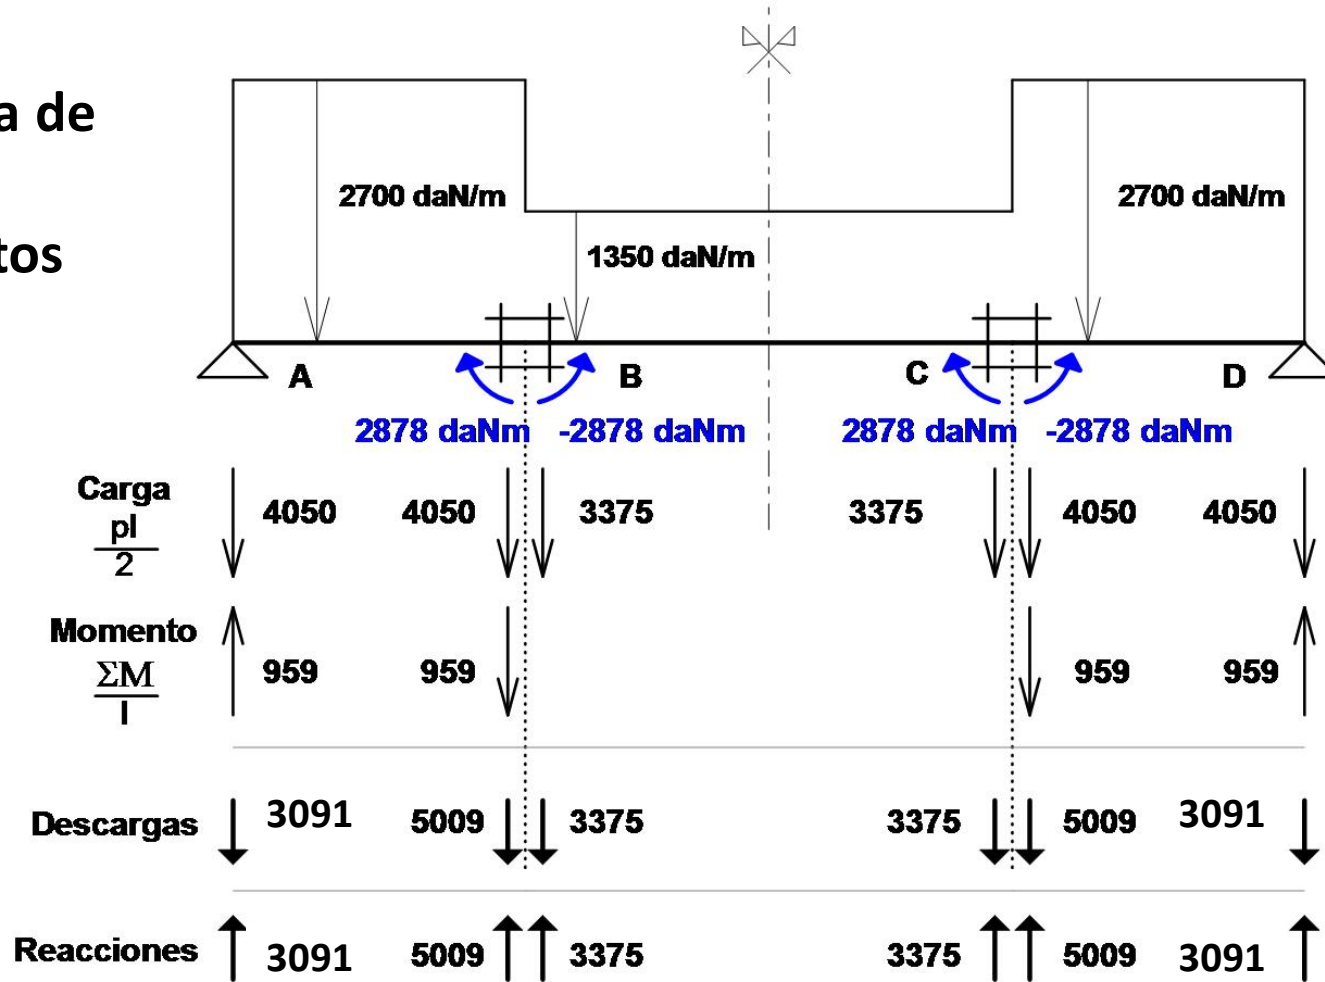 a de
tos
2700 daN/m
2700 daN/m
1350 daN/m
A B C D
2878 daNm -2878 daNm 2878 daNm -2878 daNm
Carga
pl
2
4050 4050 3375 3375 4050 4050
Momento
ΣM
l
959 959 959 959
Descargas 3091 5009 3375 3375 5009 3091
Reacciones 3091 5009 3375 3375 5009 3091